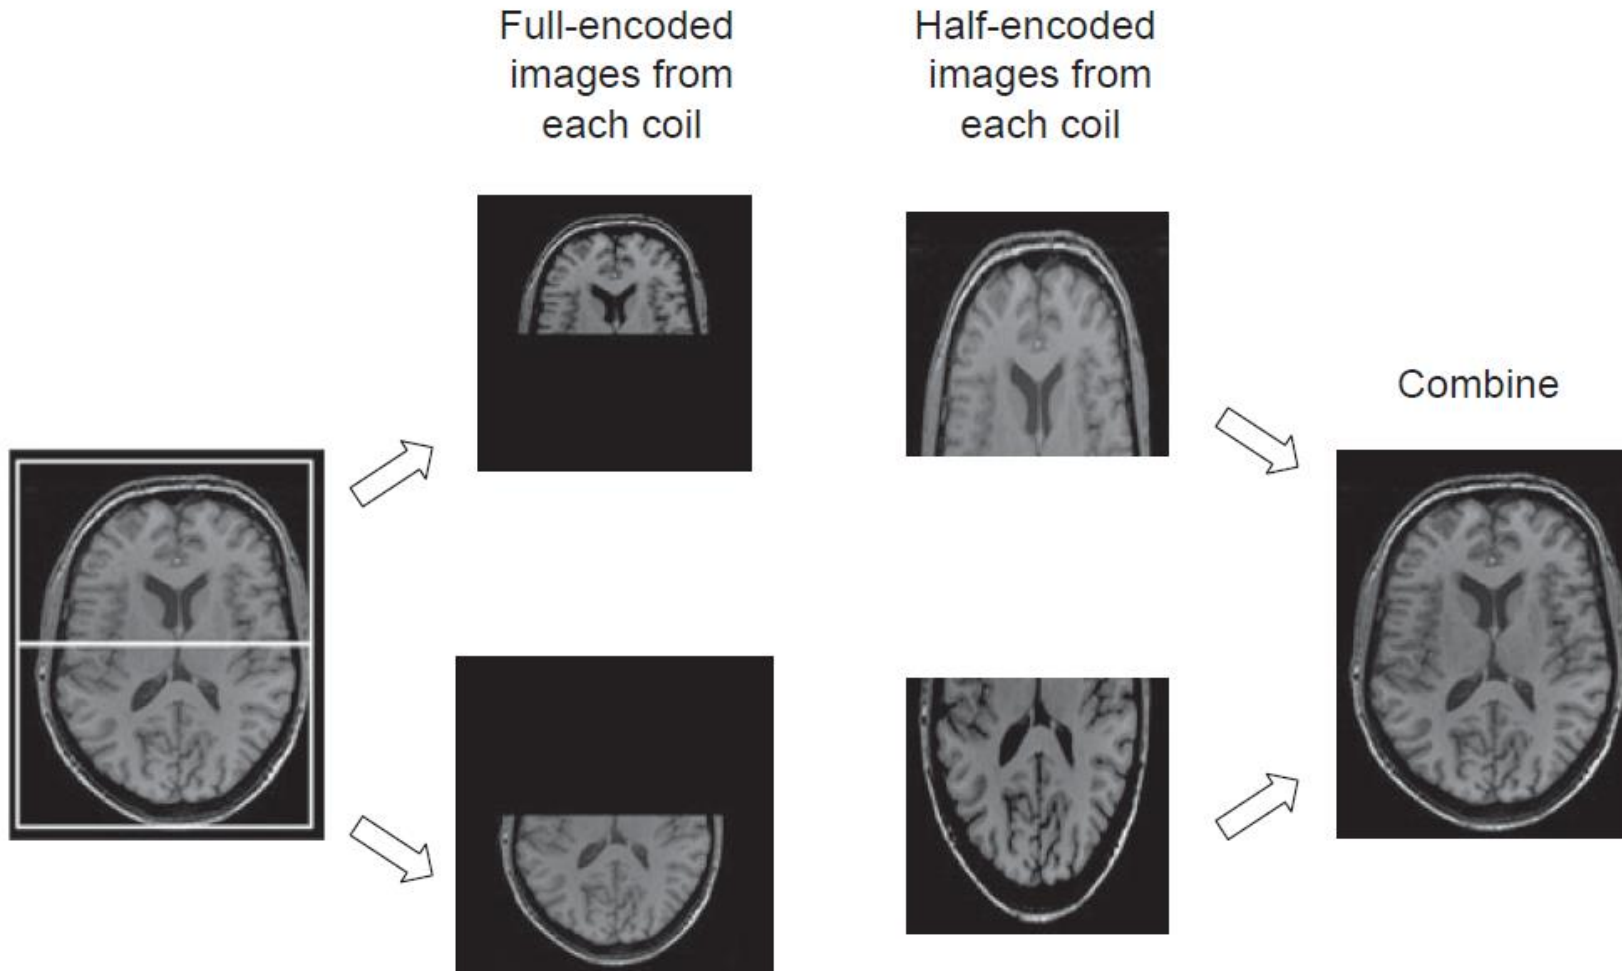 Full-encoded
images from
each coil
Half-encoded
images from
each coil
Combine